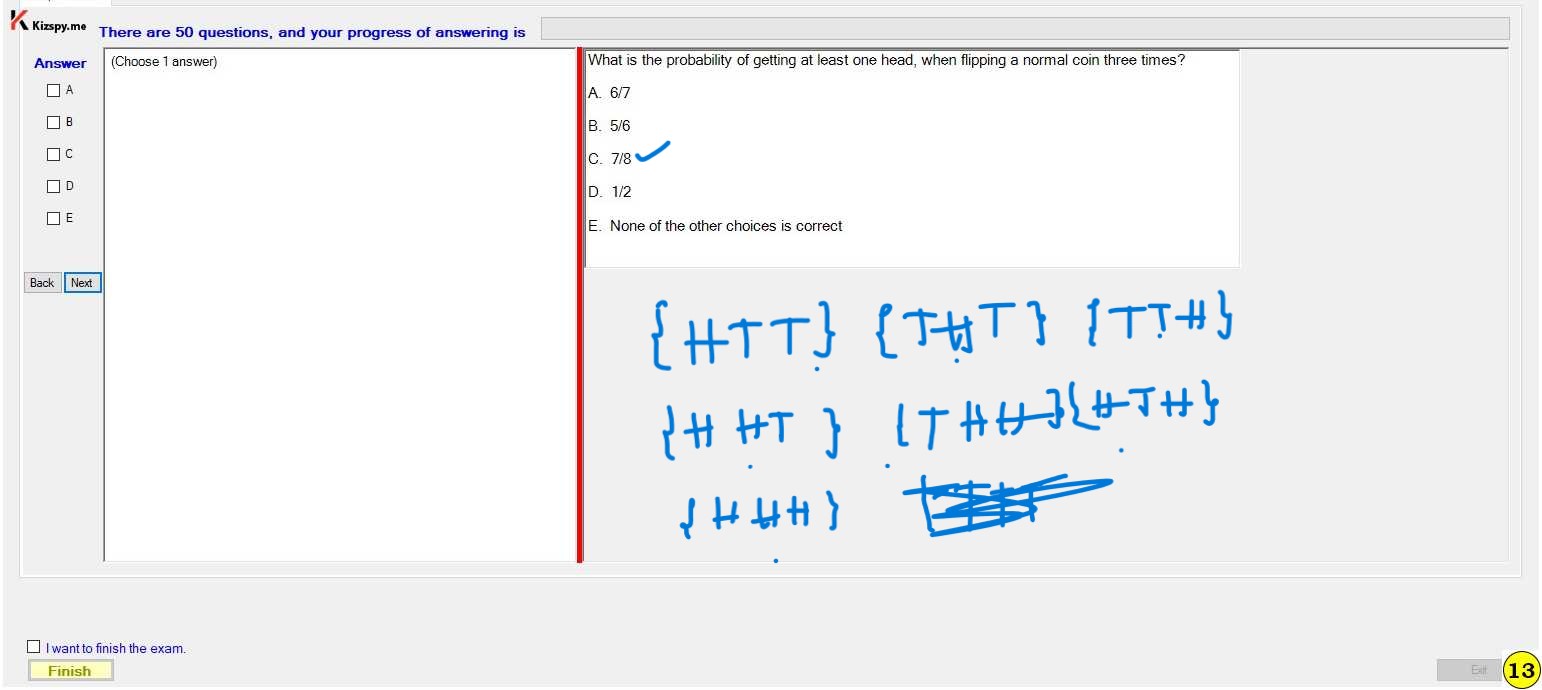 Kizspy.me
There are 50 questions, and your progress of answering is
Answer
A
B
C
D
E
Back Next
(Choose 1 answer)
What is the probability of getting at least one head, when flipping a normal coin three times?
A. 6/7
B. 5/6
C. 7/8
D. 1/2
E. None of the other choices is correct
{HTT} {THT} {TTH}
{HHT} {THH} {HTH}
{HHH}
I want to finish the exam.
Finish
Exit
13